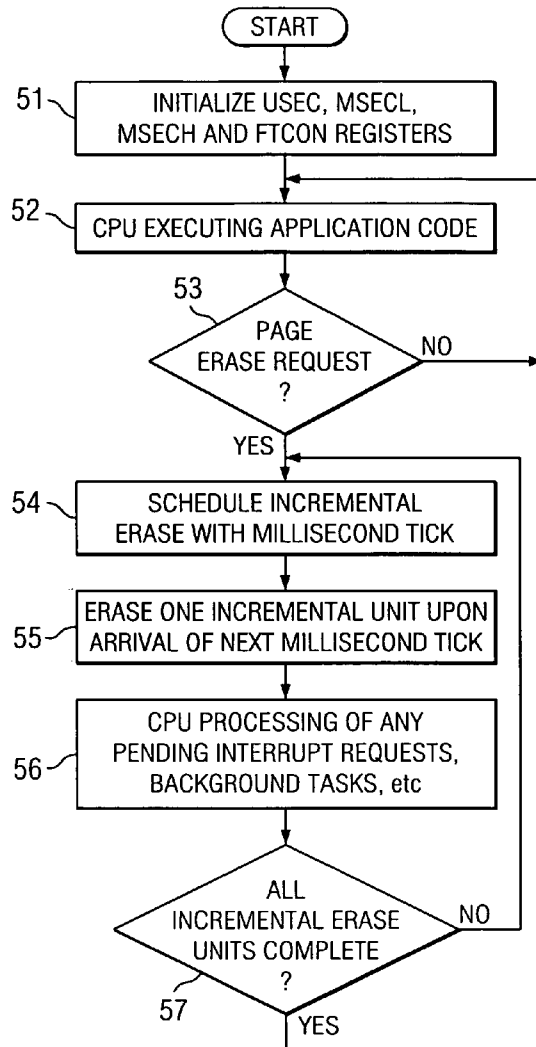 START
51
INITIALIZE USEC, MSECL,
MSECH AND FTCON REGISTERS
52
CPU EXECUTING APPLICATION CODE
53
PAGE
ERASE REQUEST
?
NO
YES
54
SCHEDULE INCREMENTAL
ERASE WITH MILLISECOND TICK
55
ERASE ONE INCREMENTAL UNIT UPON
ARRIVAL OF NEXT MILLISECOND TICK
56
CPU PROCESSING OF ANY
PENDING INTERRUPT REQUESTS,
BACKGROUND TASKS, etc
ALL
INCREMENTAL ERASE
UNITS COMPLETE
?
NO
57
YES